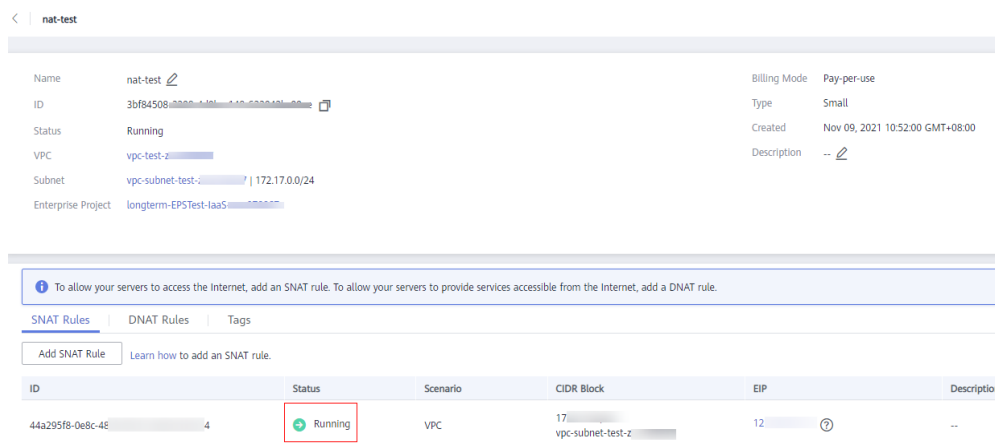 nat-test
Name nat-test
Billing Mode Pay-per-use
ID 3bf84508
Type Small
Status Running
Created Nov 09, 2021 10:52:00 GMT+08:00
VPC vpc-test-z
Description --
Subnet vpc-subnet-test- | 172.17.0.0/24
Enterprise Project longterm-EPSTest-IaaS
To allow your servers to access the Internet, add an SNAT rule. To allow your servers to provide services accessible from the Internet, add a DNAT rule.
SNAT Rules DNAT Rules Tags
Add SNAT Rule Learn how to add an SNAT rule.
ID Status Scenario CIDR Block EIP Descriptio
44a295f8-0e8c-48 4 Running VPC 17 12 --
vpc-subnet-test-z